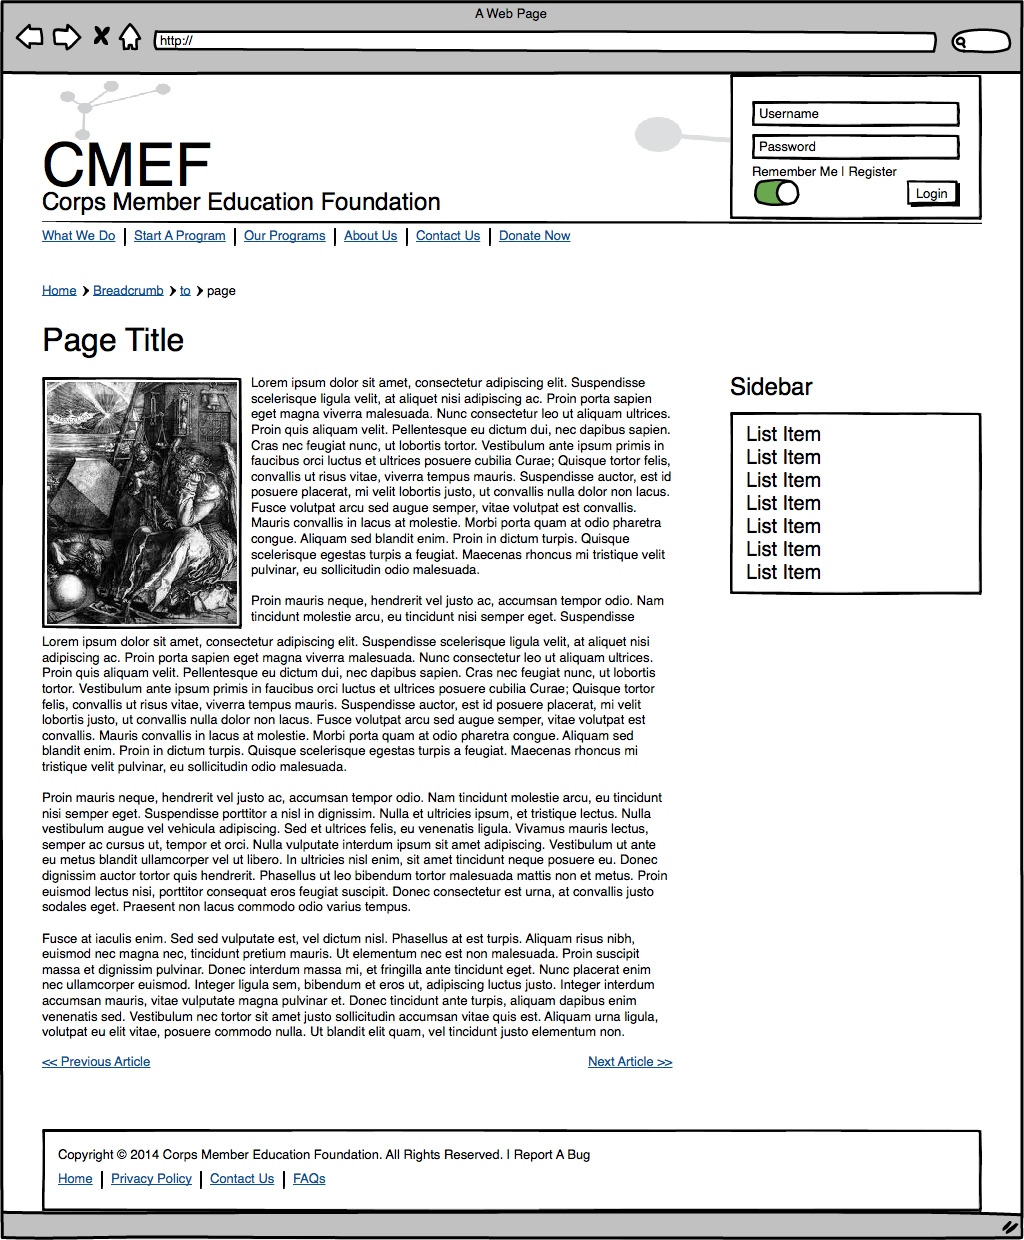 A Web Page
http://
Username
Password
Remember Me | Register
Login
CMEF
Corps Member Education Foundation
What We Do | Start A Program | Our Programs | About Us | Contact Us | Donate Now
Home > Breadcrumb > to > page
Page Title
Lorem ipsum dolor sit amet, consectetur adipiscing elit. Suspendisse
scelerisque ligula velit, at aliquet nisi adipiscing ac. Proin porta sapien
eget magna viverra malesuada. Nunc consectetur leo ut aliquam ultrices.
Proin quis aliquam velit. Pellentesque eu dictum dui, nec dapibus sapien.
Cras nec feugiat nunc, ut lobortis tortor. Vestibulum ante ipsum primis in
faucibus orci luctus et ultrices posuere cubilia Curae; Quisque tortor felis,
convallis ut risus vitae, viverra tempus mauris. Suspendisse auctor, est id
posuere placerat, mi velit lobortis justo, ut convallis nulla dolor non lacus.
Fusce volutpat arcu sed augue semper, vitae volutpat est convallis.
Mauris convallis in lacus at molestie. Morbi porta quam at odio pharetra
congue. Aliquam sed blandit enim. Proin in dictum turpis. Quisque
scelerisque egestas turpis a feugiat. Maecenas rhoncus mi tristique velit
pulvinar, eu sollicitudin odio malesuada.
Proin mauris neque, hendrerit vel justo ac, accumsan tempor odio. Nam
tincidunt molestie arcu, eu tincidunt nisi semper eget. Suspendisse
Lorem ipsum dolor sit amet, consectetur adipiscing elit. Suspendisse scelerisque ligula velit, at aliquet nisi
adipiscing ac. Proin porta sapien eget magna viverra malesuada. Nunc consectetur leo ut aliquam ultrices.
Proin quis aliquam velit. Pellentesque eu dictum dui, nec dapibus sapien. Cras nec feugiat nunc, ut lobortis
tortor. Vestibulum ante ipsum primis in faucibus orci luctus et ultrices posuere cubilia Curae; Quisque tortor
felis, convallis ut risus vitae, viverra tempus mauris. Suspendisse auctor, est id posuere placerat, mi velit
lobortis justo, ut convallis nulla dolor non lacus. Fusce volutpat arcu sed augue semper, vitae volutpat est
convallis. Mauris convallis in lacus at molestie. Morbi porta quam at odio pharetra congue. Aliquam sed
blandit enim. Proin in dictum turpis. Quisque scelerisque egestas turpis a feugiat. Maecenas rhoncus mi
tristique velit pulvinar, eu sollicitudin odio malesuada.
Proin mauris neque, hendrerit vel justo ac, accumsan tempor odio. Nam tincidunt molestie arcu, eu tincidunt
nisi semper eget. Suspendisse porttitor a nisl in dignissim. Nulla et ultricies ipsum, et tristique lectus. Nulla
vestibulum augue vel vehicula adipiscing. Sed et ultrices felis, eu venenatis ligula. Vivamus mauris lectus,
semper ac cursus ut, tempor et orci. Nulla vulputate interdum ipsum sit amet adipiscing. Vestibulum ut ante
eu metus blandit ullamcorper vel ut libero. In ultricies nisl enim, sit amet tincidunt neque posuere eu. Donec
dignissim auctor tortor quis hendrerit. Phasellus ut leo bibendum tortor malesuada mattis non et metus. Proin
euismod lectus nisi, porttitor consequat eros feugiat suscipit. Donec consectetur est urna, at convallis justo
sodales eget. Praesent non lacus commodo odio varius tempus.
Fusce at iaculis enim. Sed sed vulputate est, vel dictum nisl. Phasellus at est turpis. Aliquam risus nibh,
euismod nec magna nec, tincidunt pretium mauris. Ut elementum nec est non malesuada. Proin suscipit
massa et dignissim pulvinar. Donec interdum massa mi, et fringilla ante tincidunt eget. Nunc placerat enim
nec ullamcorper euismod. Integer ligula sem, bibendum et eros ut, adipiscing luctus justo. Integer interdum
accumsan mauris, vitae vulputate magna pulvinar et. Donec tincidunt ante turpis, aliquam dapibus enim
venenatis sed. Vestibulum nec tortor sit amet justo sollicitudin accumsan vitae quis est. Aliquam urna ligula,
volutpat eu elit vitae, posuere commodo nulla. Ut blandit elit quam, vel tincidunt justo elementum non.
<< Previous Article
Next Article >>
Sidebar
List Item
List Item
List Item
List Item
List Item
List Item
List Item
Copyright © 2014 Corps Member Education Foundation. All Rights Reserved. | Report A Bug
Home | Privacy Policy | Contact Us | FAQs